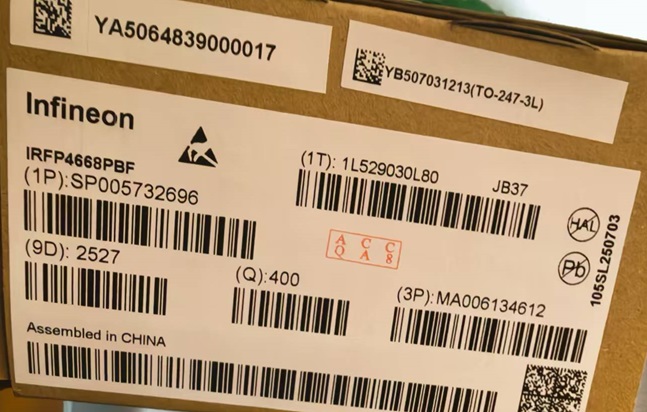 YA5064839000017
YB507031213(TO-247-3L)
Infineon
IRFP4668PBF
(1P):SP005732696
(1T): 1L529030L80
JB37
HAL
Pb
105SL250703
A C C
Q A 8
(9D): 2527
(Q):400
(3P):MA006134612
Assembled in CHINA